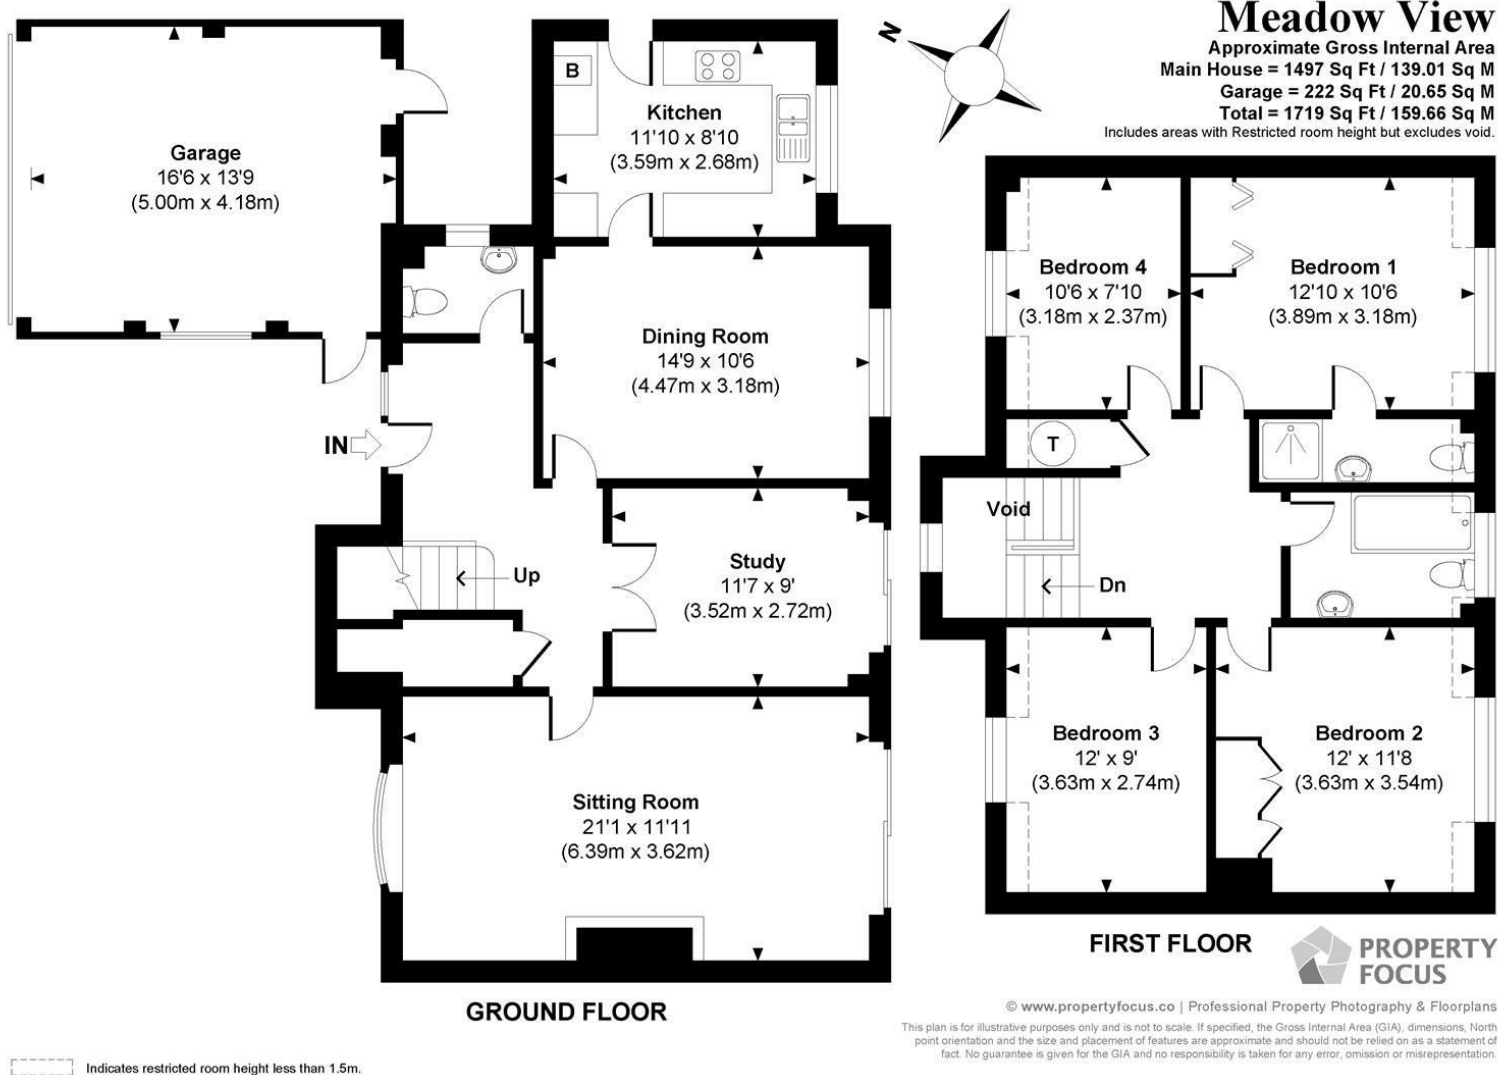 Meadow View
Approximate Gross Internal Area
Main House = 1497 Sq Ft / 139.01 Sq M
Garage = 222 Sq Ft / 20.65 Sq M
Total = 1719 Sq Ft / 159.66 Sq M
Includes areas with Restricted room height but excludes void.
N
B
Kitchen
11'10 x 8'10
(3.59m x 2.68m)
Garage
16'6 x 13'9
(5.00m x 4.18m)
Dining Room
14'9 x 10'6
(4.47m x 3.18m)
IN
Up
Study
11'7 x 9'
(3.52m x 2.72m)
Sitting Room
21'1 x 11'11
(6.39m x 3.62m)
GROUND FLOOR
Bedroom 4
10'6 x 7'10
(3.18m x 2.37m)
Bedroom 1
12'10 x 10'6
(3.89m x 3.18m)
T
Void
Dn
Bedroom 3
12' x 9'
(3.63m x 2.74m)
Bedroom 2
12' x 11'8
(3.63m x 3.54m)
FIRST FLOOR
PROPERTY
FOCUS
© www.propertyfocus.co | Professional Property Photography & Floorplans
This plan is for illustrative purposes only and is not to scale. If specified, the Gross Internal Area (GIA), dimensions, North
point orientation and the size and placement of features are approximate and should not be relied on as a statement of
fact. No guarantee is given for the GIA and no responsibility is taken for any error, omission or misrepresentation.
Indicates restricted room height less than 1.5m.